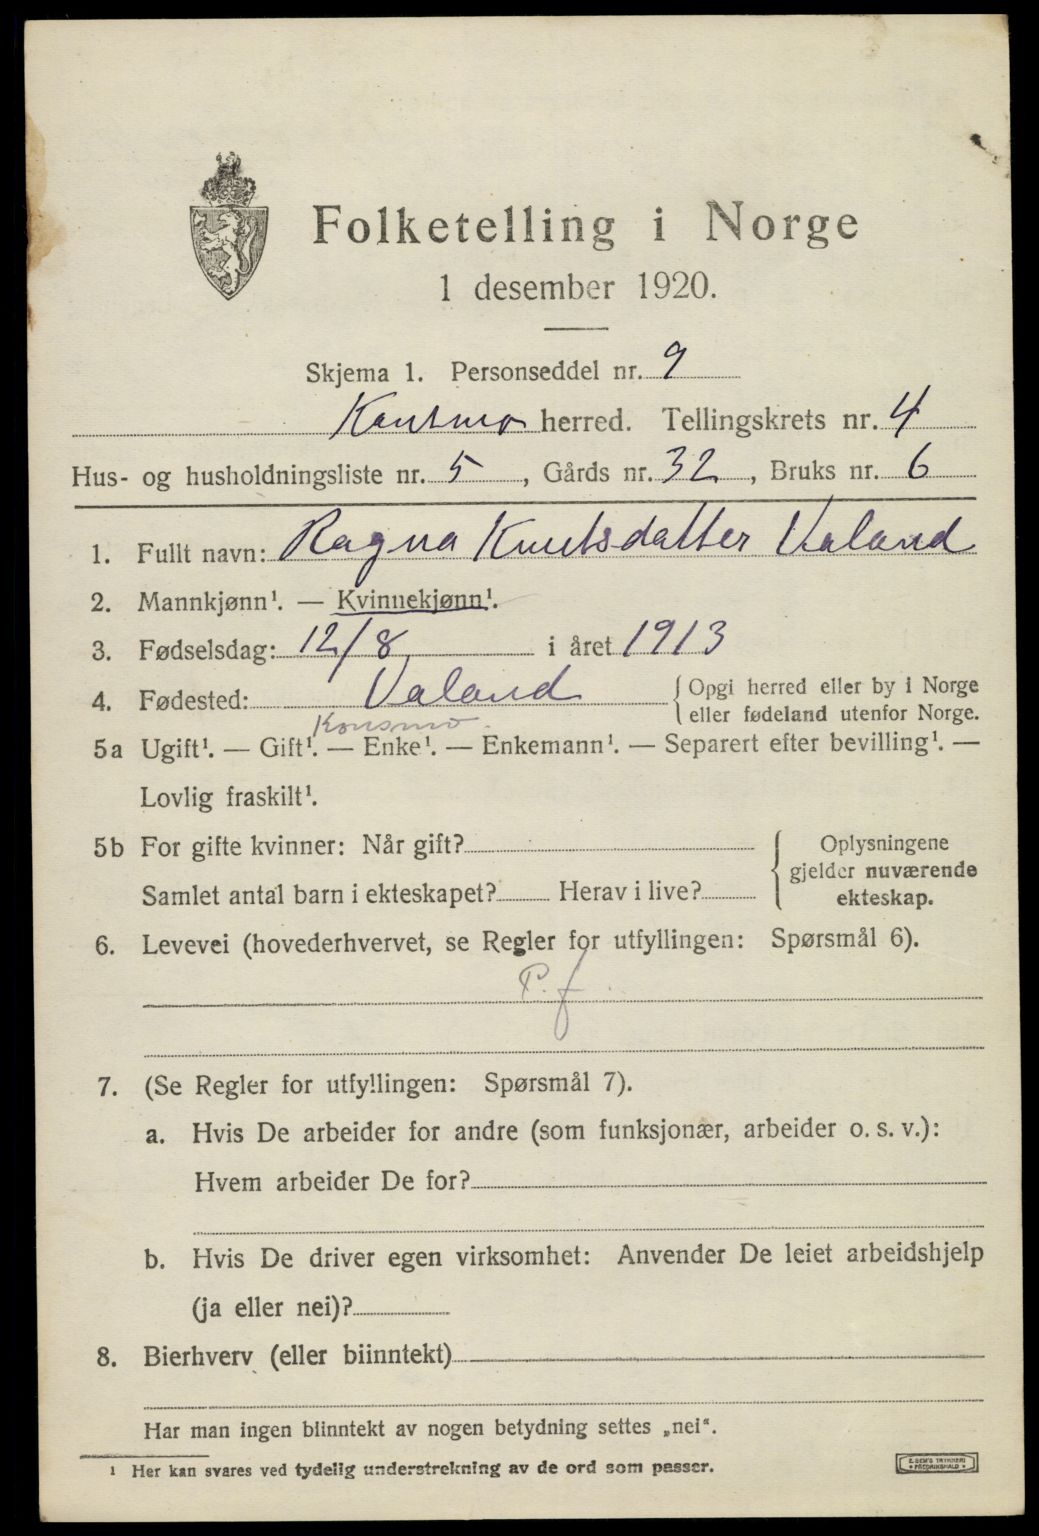 Folketelling i Norge
1 desember 1920.
Skjema 1. Personseddel nr. 9
Konsmo herred. Tellingskrets nr. 4
Hus- og husholdningsliste nr. 5, Gårds nr. 32, Bruks nr. 6
1. Fullt navn: Ragna Knutsdatter Valand
2. Mannkjønn¹. — Kvinnekjønn¹.
3. Fødselsdag: 12/8 i året 1913
4. Fødested: Valand { Opgi herred eller by i Norge
eller fødeland utenfor Norge.
Konsmo.
5a Ugift¹. — Gift¹. — Enke¹. — Enkemann¹. — Separert efter bevilling¹. —
Lovlig fraskilt¹.
5b For gifte kvinner: Når gift? { Oplysningene
gjelder nuværende
ekteskap.
Samlet antal barn i ekteskapet? Herav i live?
6. Levevei (hovederhvervet, se Regler for utfyllingen: Spørsmål 6).
P. f.
7. (Se Regler for utfyllingen: Spørsmål 7).
a. Hvis De arbeider for andre (som funksjonær, arbeider o. s. v.):
Hvem arbeider De for?
b. Hvis De driver egen virksomhet: Anvender De leiet arbeidshjelp
(ja eller nei)?
8. Bierhverv (eller biinntekt)
Har man ingen biinntekt av nogen betydning settes „nei".
¹ Her kan svares ved tydelig understrekning av de ord som passer.
E. SEM'S TRYKKERI
FREDRIKSHALD